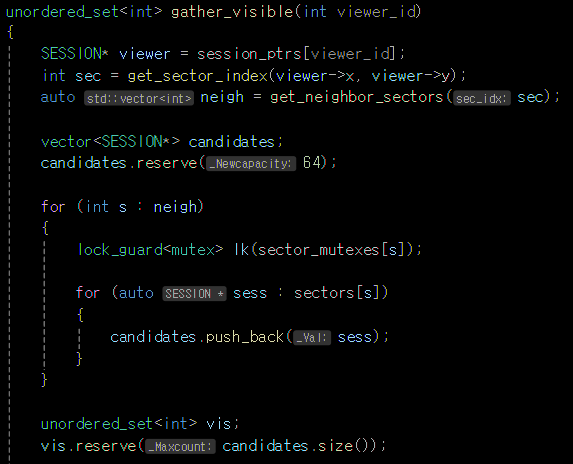 unordered_set<int> gather_visible(int viewer_id)
{
SESSION* viewer = session_ptrs[viewer_id];
int sec = get_sector_index(viewer->x, viewer->y);
auto std::vector<int> neigh = get_neighbor_sectors(sec_idx: sec);
vector<SESSION*> candidates;
candidates.reserve(_Newcapacity: 64);
for (int s : neigh)
{
lock_guard<mutex> lk(sector_mutexes[s]);
for (auto SESSION * sess : sectors[s])
{
candidates.push_back(_Val: sess);
}
}
unordered_set<int> vis;
vis.reserve(_Maxcount: candidates.size());